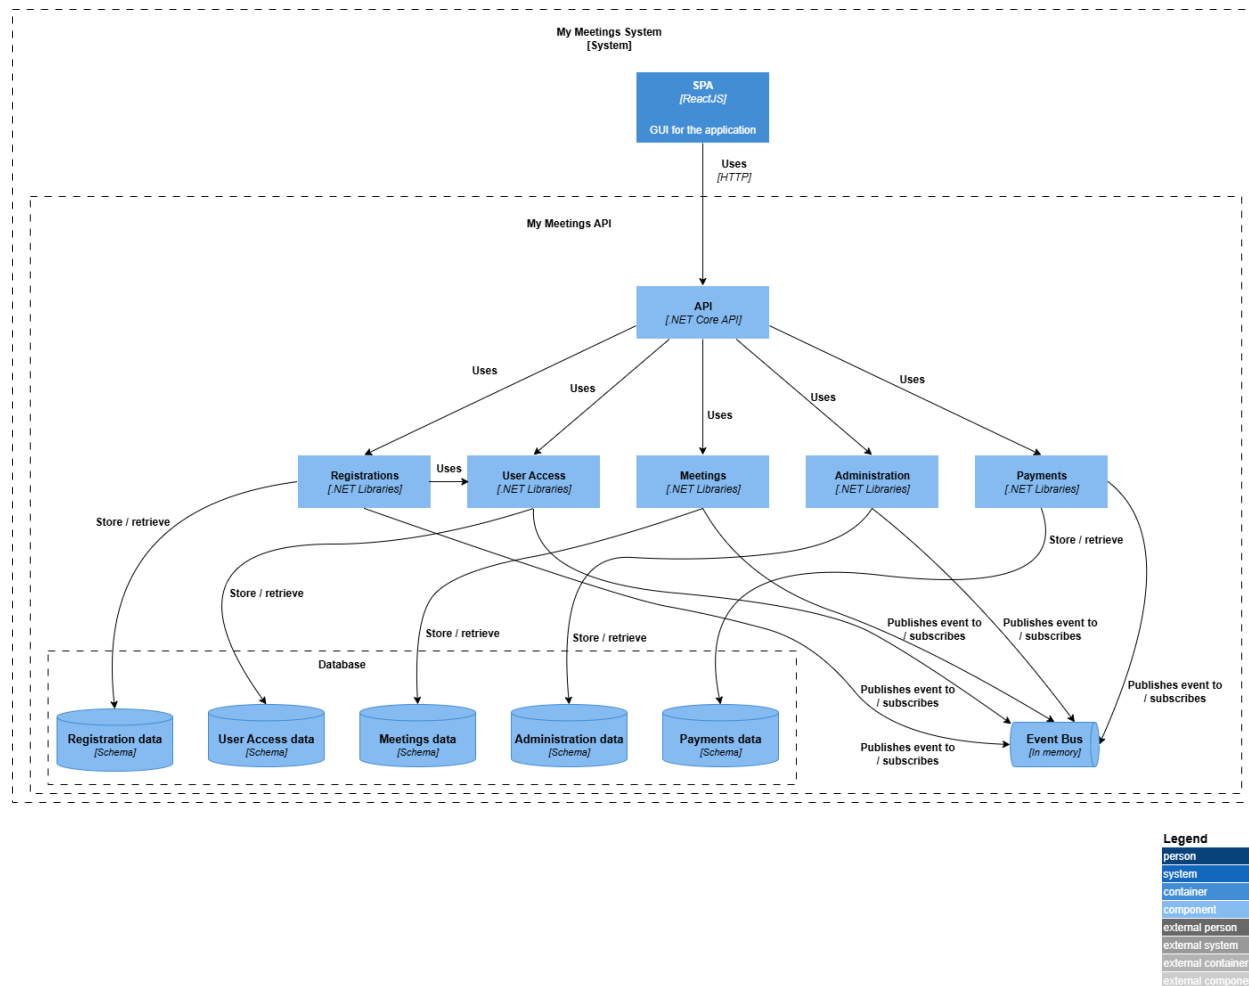 My Meetings System
[System]
SPA
[ReactJS]
GUI for the application
Uses
[HTTP]
My Meetings API
API
[.NET Core API]
Uses
Uses
Uses
Uses
Uses
Registrations
[.NET Libraries]
Uses
User Access
[.NET Libraries]
Meetings
[.NET Libraries]
Administration
[.NET Libraries]
Payments
[.NET Libraries]
Store / retrieve
Store / retrieve
Store / retrieve
Store / retrieve
Store / retrieve
Publishes event to
/ subscribes
Publishes event to
/ subscribes
Publishes event to
/ subscribes
Publishes event to
/ subscribes
Publishes event to
/ subscribes
Database
Registration data
[Schema]
User Access data
[Schema]
Meetings data
[Schema]
Administration data
[Schema]
Payments data
[Schema]
Event Bus
[In memory]
Legend
person
system
container
component
external person
external system
external container
external compone